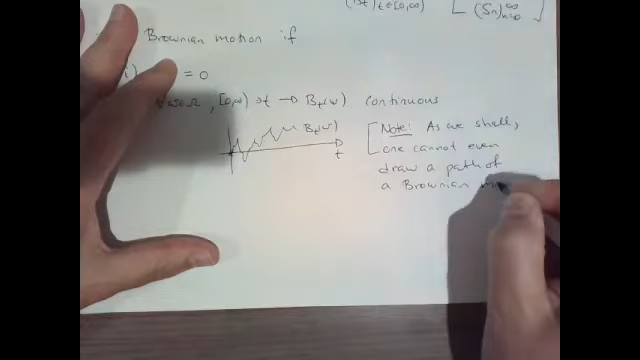 (Bt)t∈[0,∞) [ (Sn)∞n=0 ]
Brownian motion if
i) = 0
∀ω∈Ω, [0,∞) ∋ t → Bt(ω) continuous
Bt(ω)
t
[Note: As we shall,
one cannot even
draw a path of
a Brownian